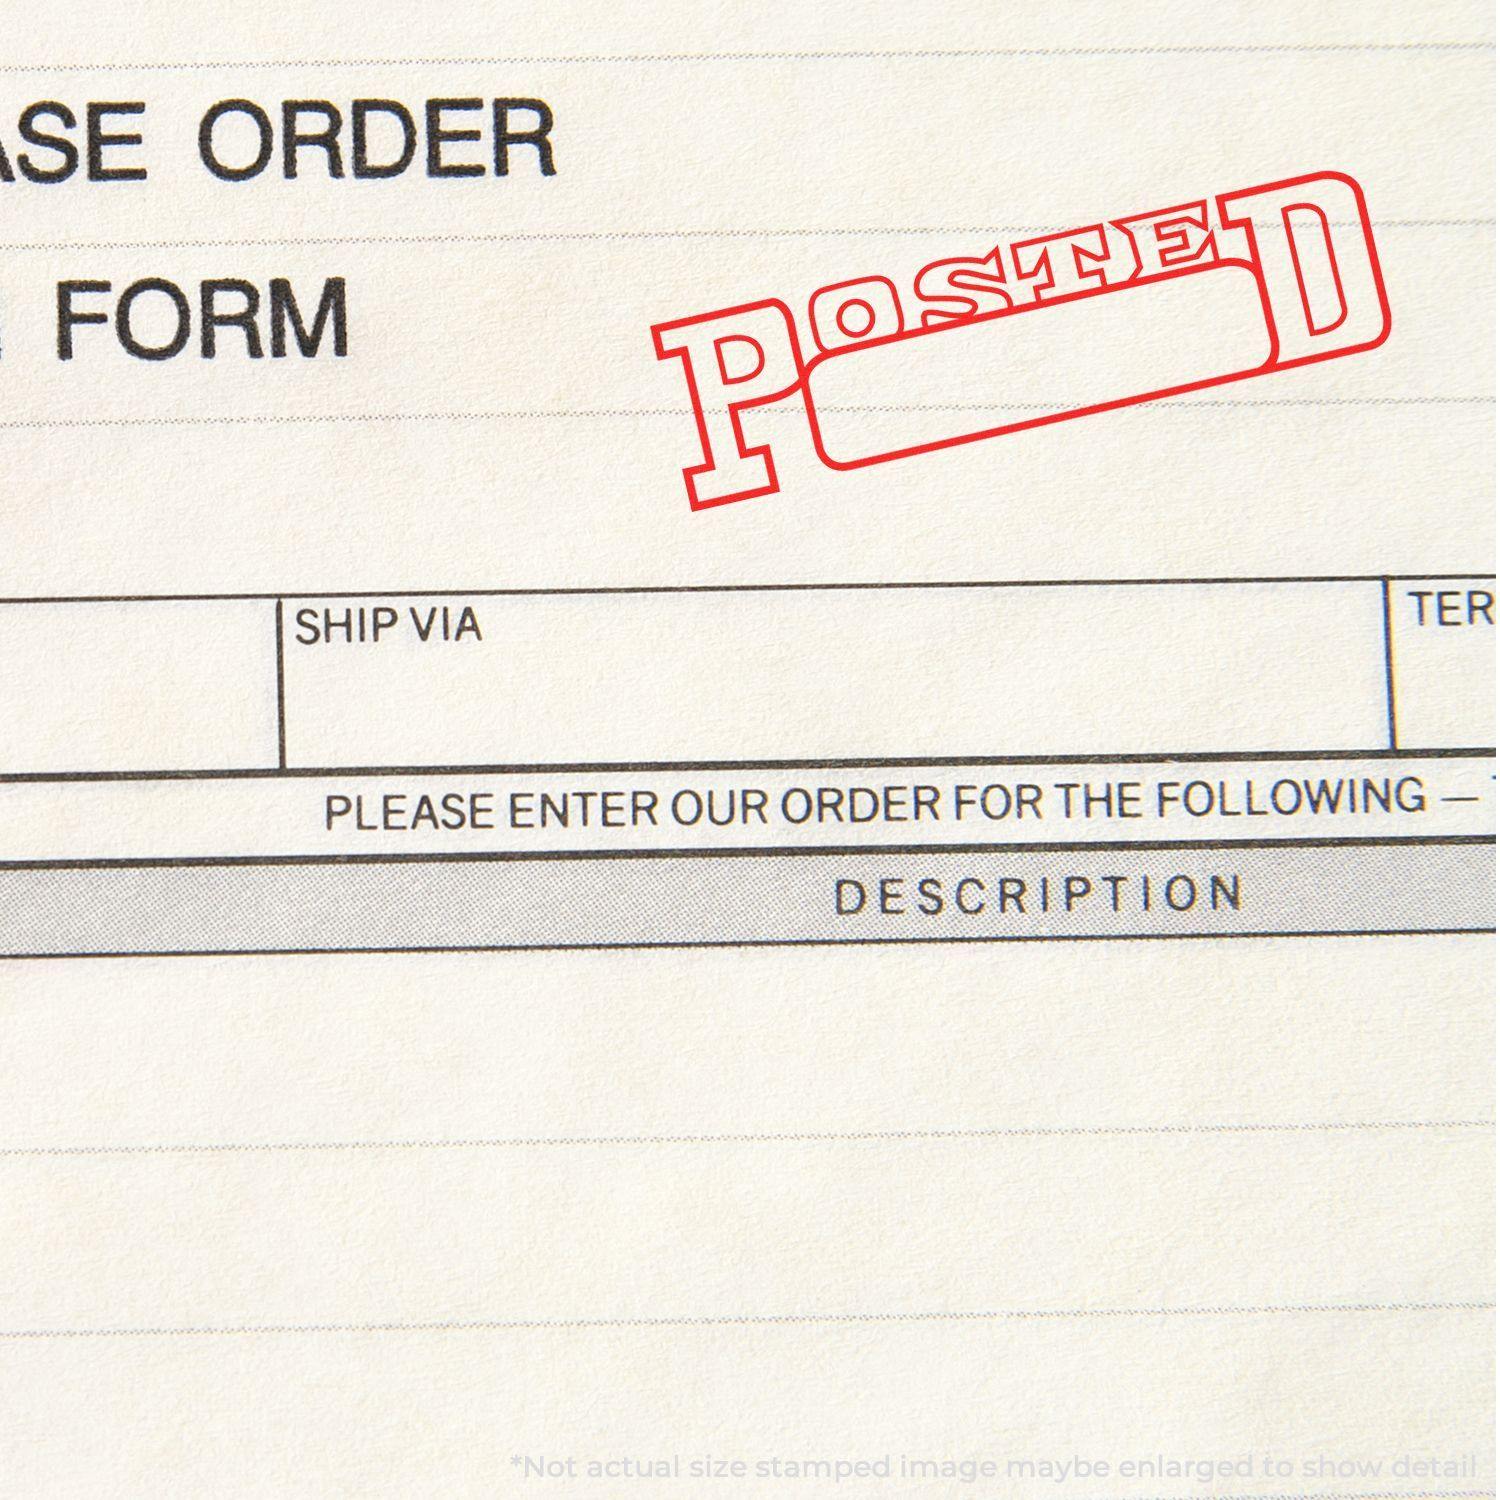 ASE ORDER
POSTED
FORM
SHIP VIA
TER
PLEASE ENTER OUR ORDER FOR THE FOLLOWING —
DESCRIPTION
*Not actual size stamped image maybe enlarged to show detail